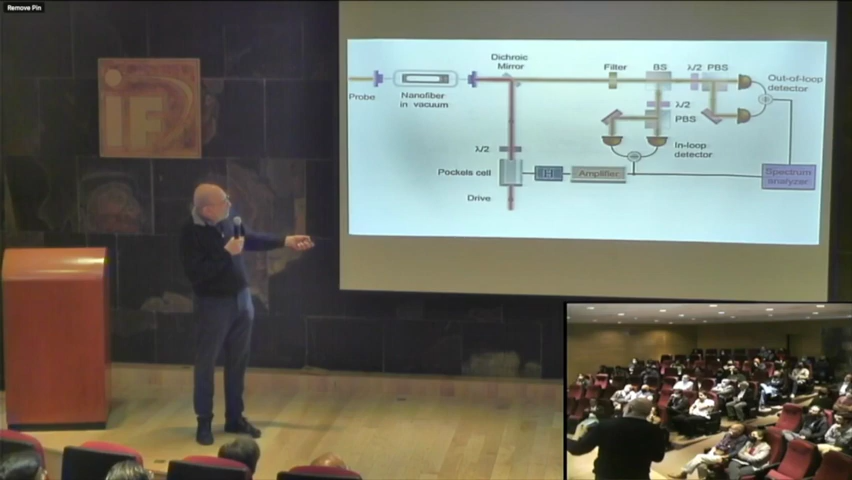 Remove Pin
iF
Dichroic
Mirror
Filter
BS
λ/2
PBS
Probe
Nanofiber
in vacuum
Out-of-loop
detector
λ/2
PBS
In-loop
detector
λ/2
Pockels cell
Amplifier
Spectrum
analyzer
Drive